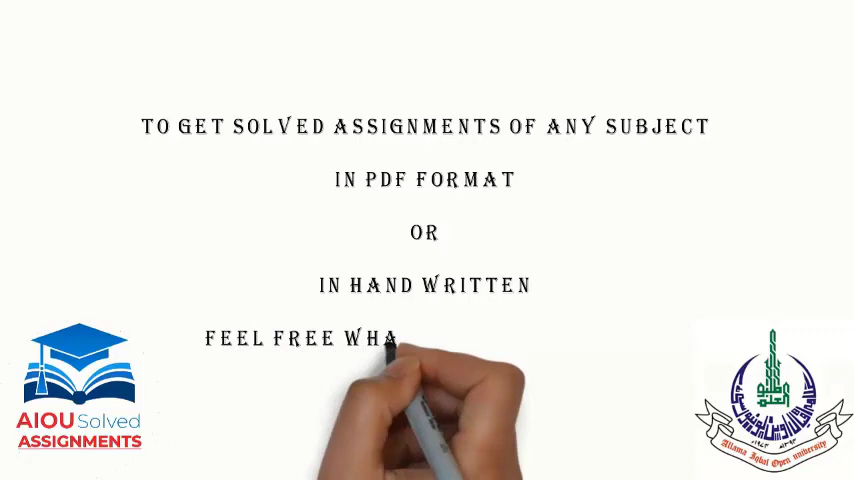 TO GET SOLVED ASSIGNMENTS OF ANY SUBJECT
IN PDF FORMAT
OR
IN HAND WRITTEN
FEEL FREE WHA
AIOU Solved
ASSIGNMENTS
Allama Iqbal Open university